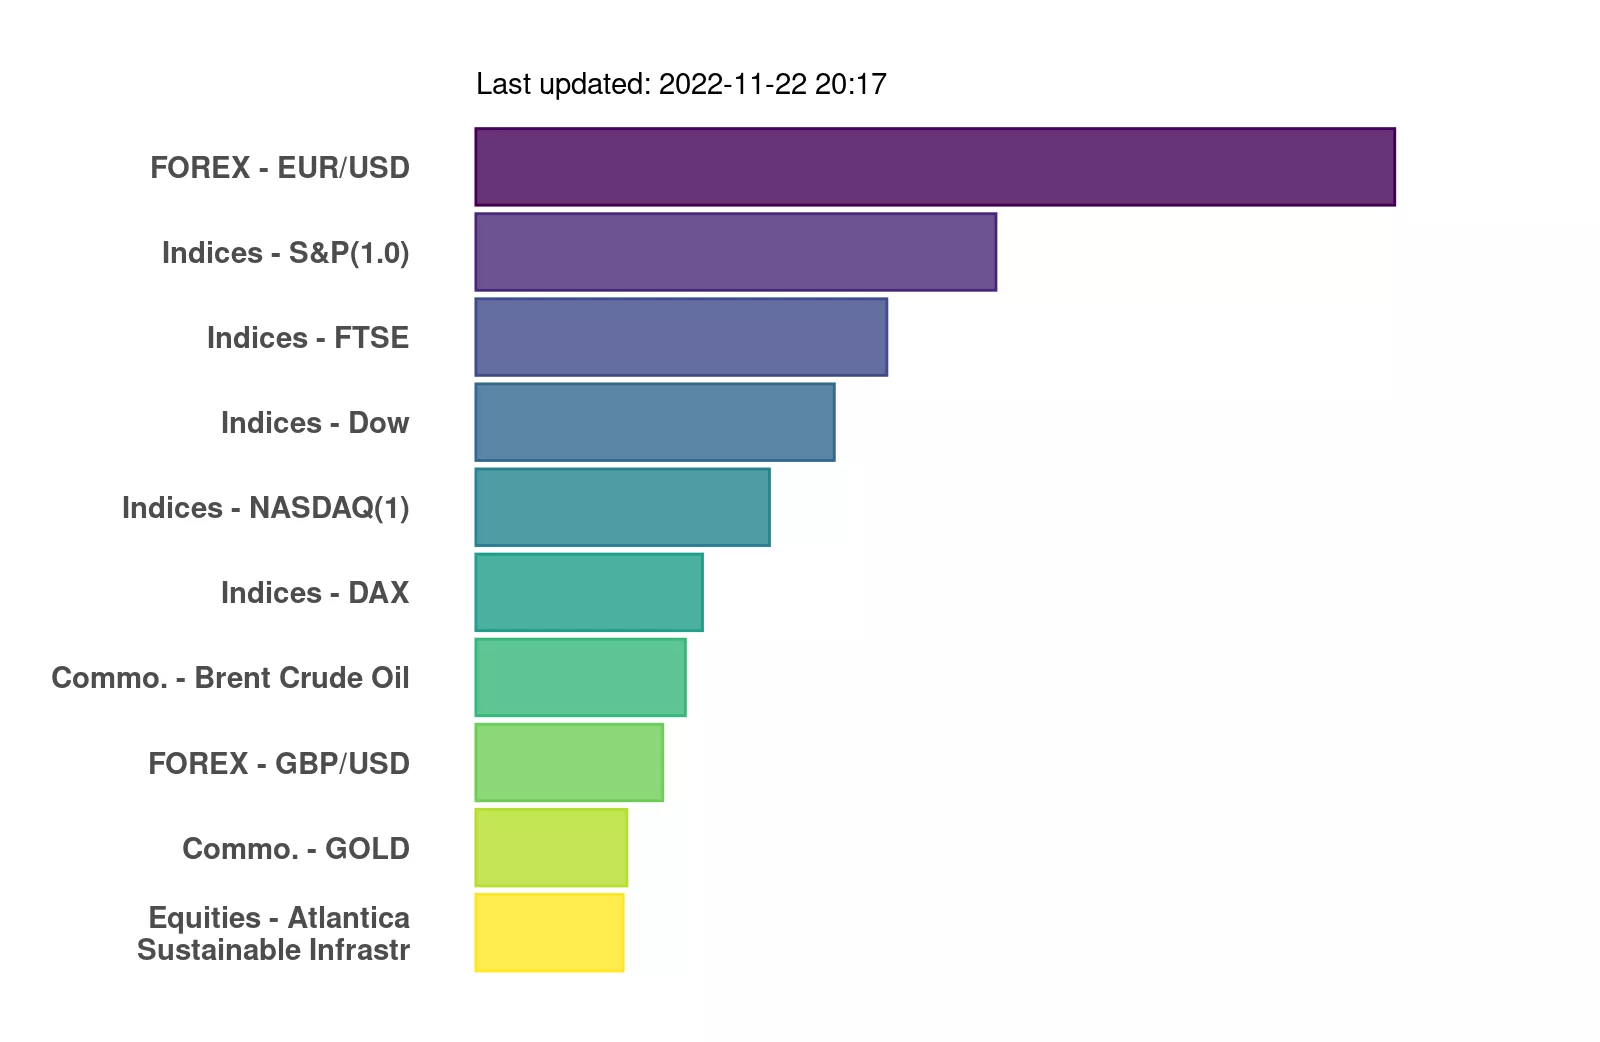 Last updated: 2022-11-22 20:17
FOREX - EUR/USD
Indices - S&P(1.0)
Indices - FTSE
Indices - Dow
Indices - NASDAQ(1)
Indices - DAX
Commo. - Brent Crude Oil
FOREX - GBP/USD
Commo. - GOLD
Equities - Atlantica
Sustainable Infrastr